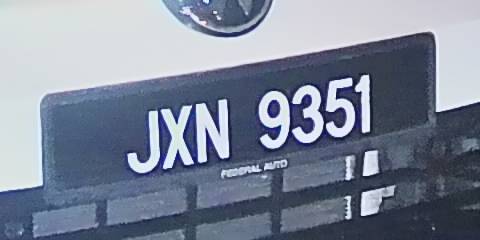 JXN 9351
FEDERAL AUTO